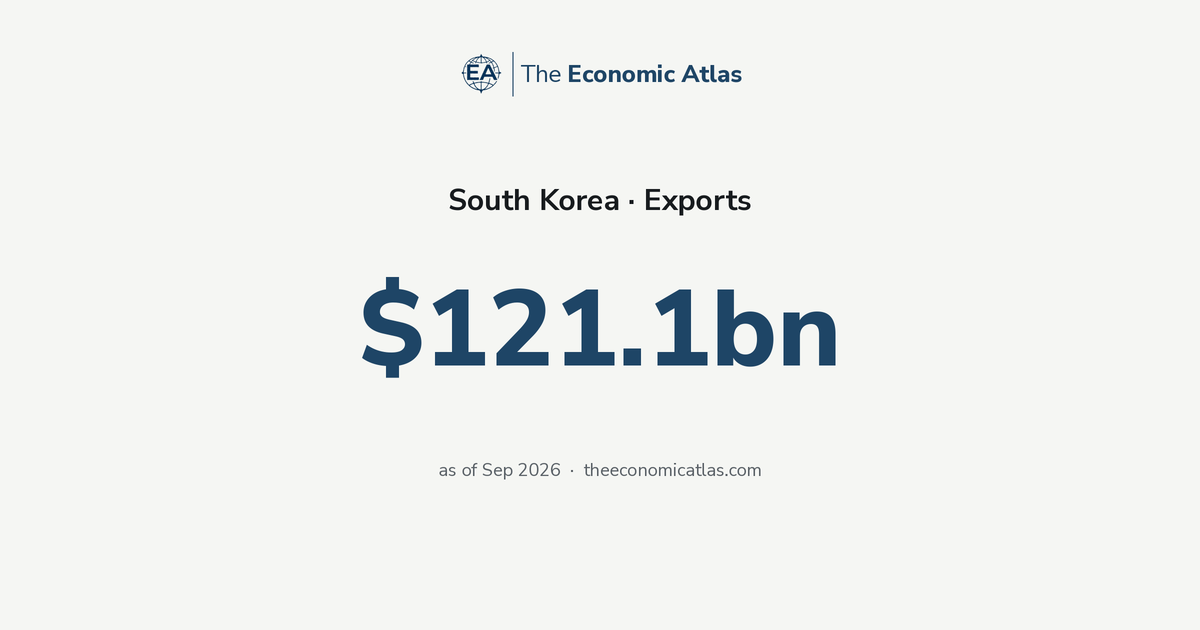 EA The Economic Atlas
South Korea · Exports
$121.1bn
as of Sep 2026 · theeconomicatlas.com